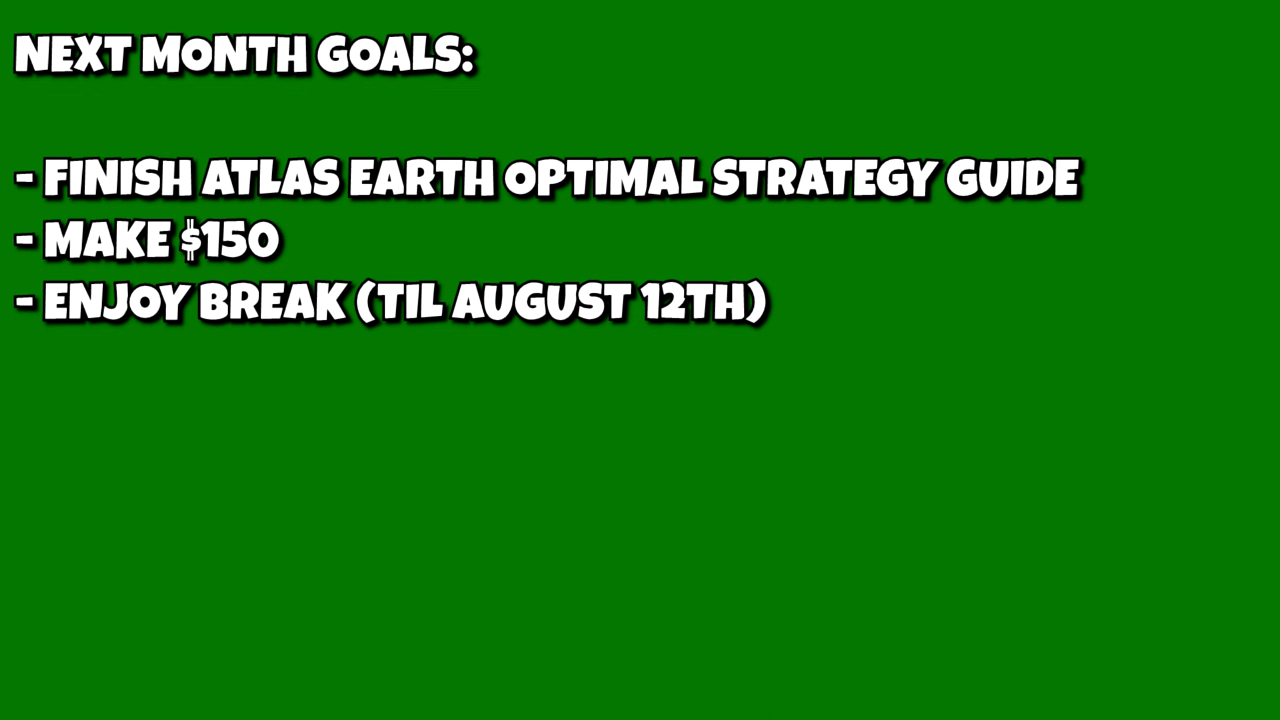 NEXT MONTH GOALS:
- FINISH ATLAS EARTH OPTIMAL STRATEGY GUIDE
- MAKE $150
- ENJOY BREAK (TIL AUGUST 12TH)